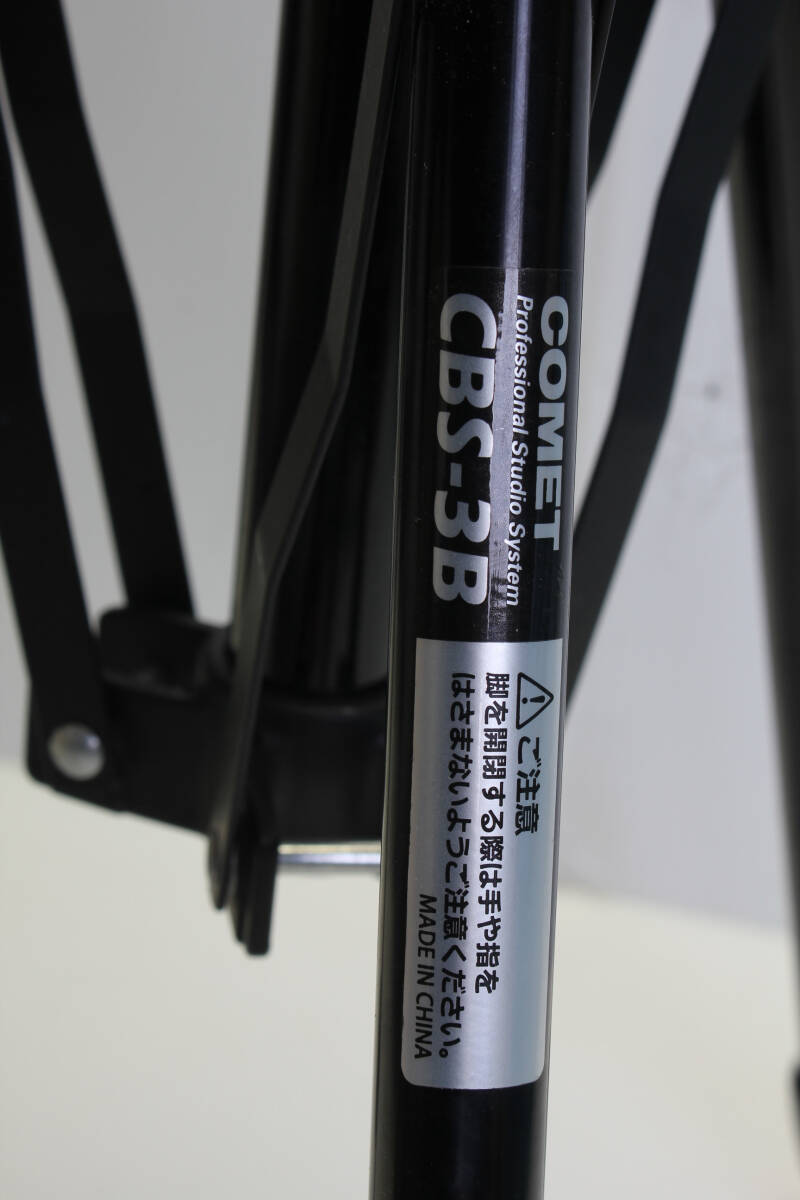 COMET
Professional Studio System
CBS-3B
ご注意
脚を開閉する際は手や指を
はさまないようご注意ください。
MADE IN CHINA